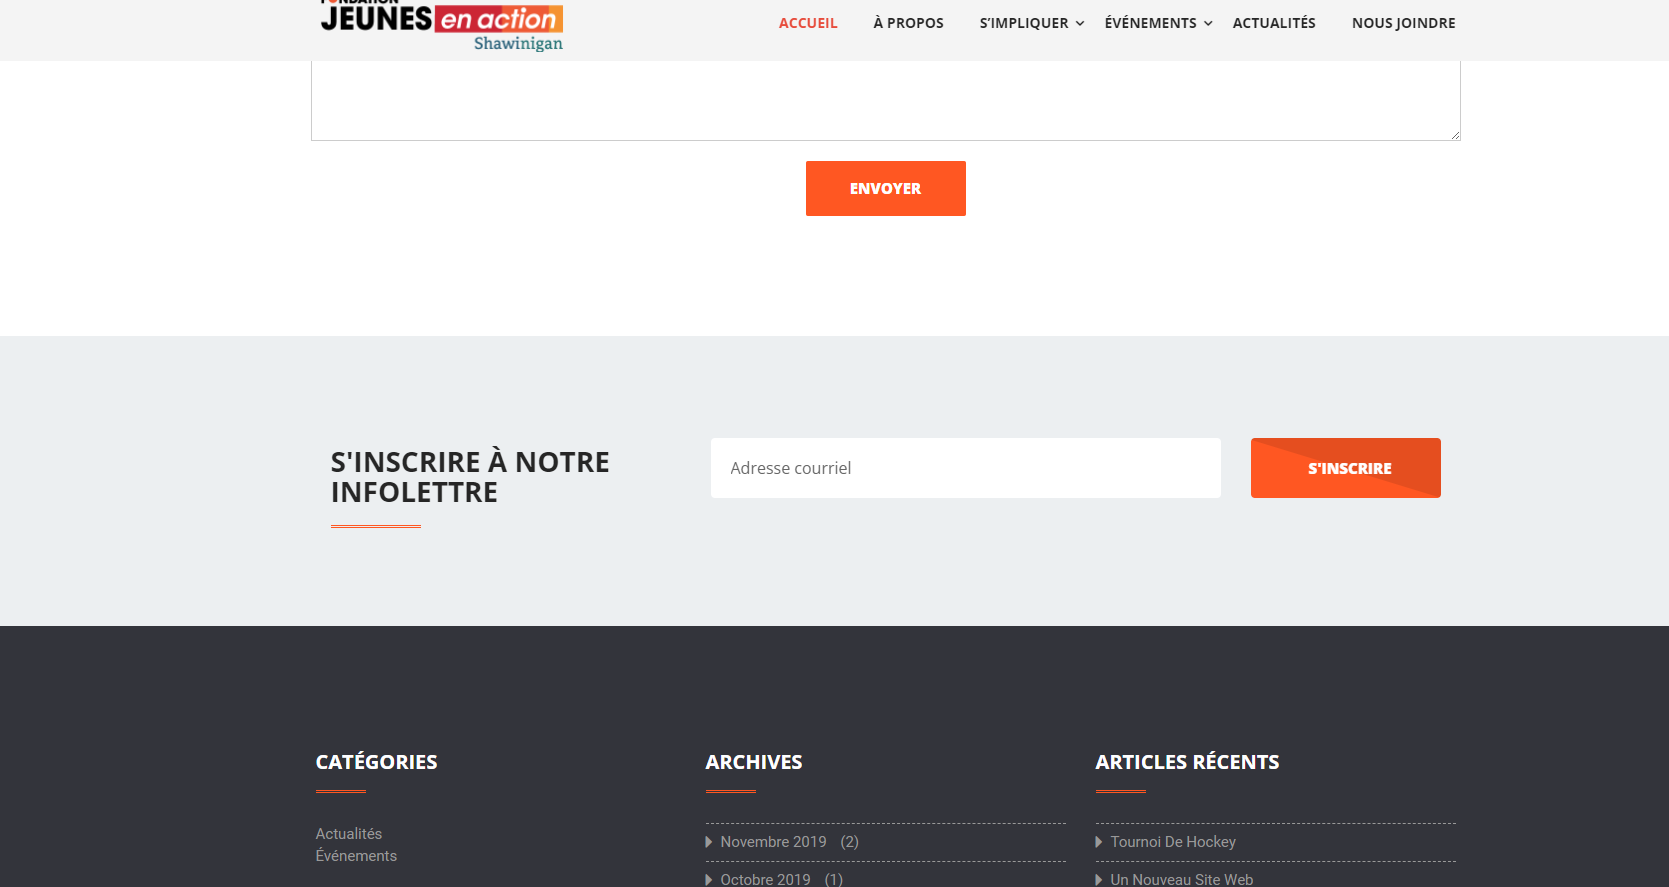 FONDATION
JEUNES en action
Shawinigan
ACCUEIL À PROPOS S'IMPLIQUER ÉVÉNEMENTS ACTUALITÉS NOUS JOINDRE
ENVOYER
S'INSCRIRE À NOTRE
INFOLETTRE
Adresse courriel
S'INSCRIRE
CATÉGORIES
Actualités
Événements
ARCHIVES
Novembre 2019 (2)
Octobre 2019 (1)
ARTICLES RÉCENTS
Tournoi De Hockey
Un Nouveau Site Web